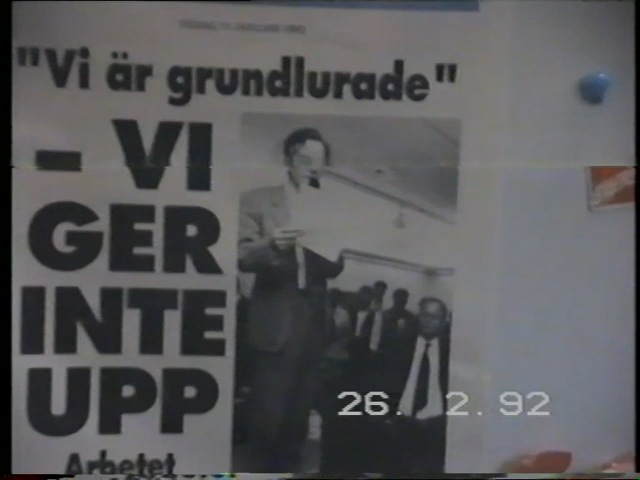 "Vi är grundlurade"
– VI
GER
INTE
UPP
Arbetet
26. 2.92